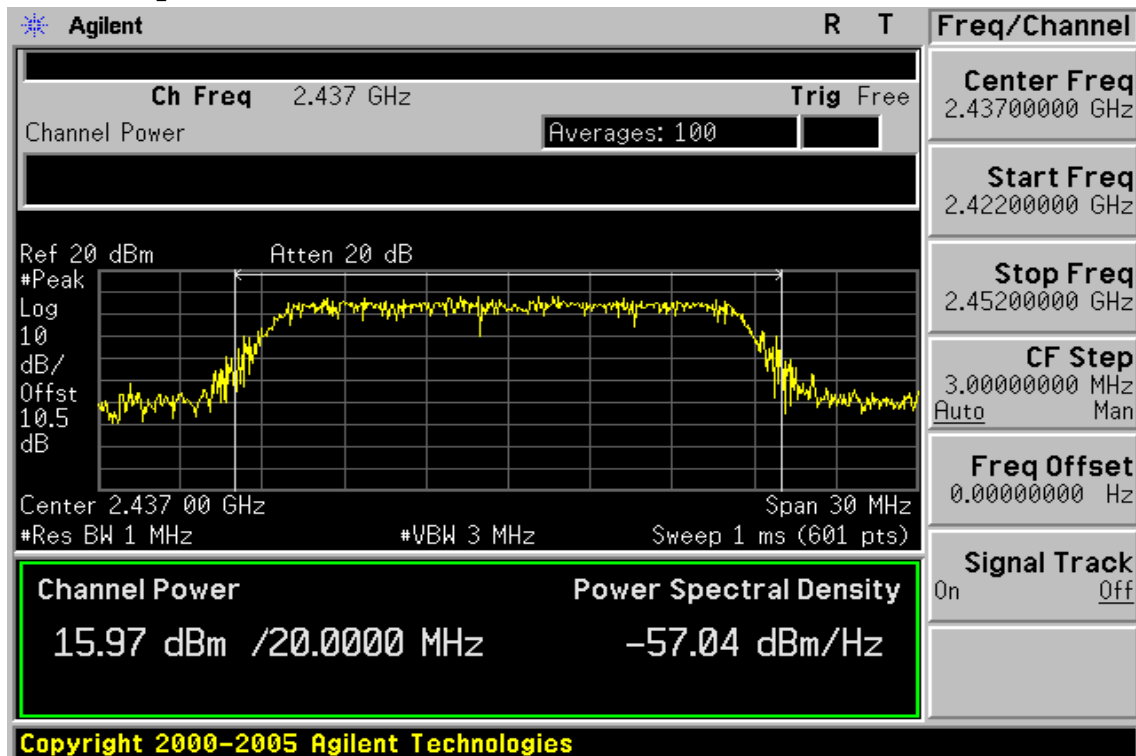 Agilent R T
Freq/Channel
Ch Freq 2.437 GHz Trig Free
Channel Power Averages: 100
Ref 20 dBm Atten 20 dB
#Peak
Log
10
dB/
Offst
10.5
dB
Center 2.437 00 GHz Span 30 MHz
#Res BW 1 MHz #VBW 3 MHz Sweep 1 ms (601 pts)
Channel Power Power Spectral Density
15.97 dBm /20.0000 MHz -57.04 dBm/Hz
Center Freq
2.43700000 GHz
Start Freq
2.42200000 GHz
Stop Freq
2.45200000 GHz
CF Step
3.00000000 MHz
Auto Man
Freq Offset
0.00000000 Hz
Signal Track
On Off
Copyright 2000-2005 Agilent Technologies